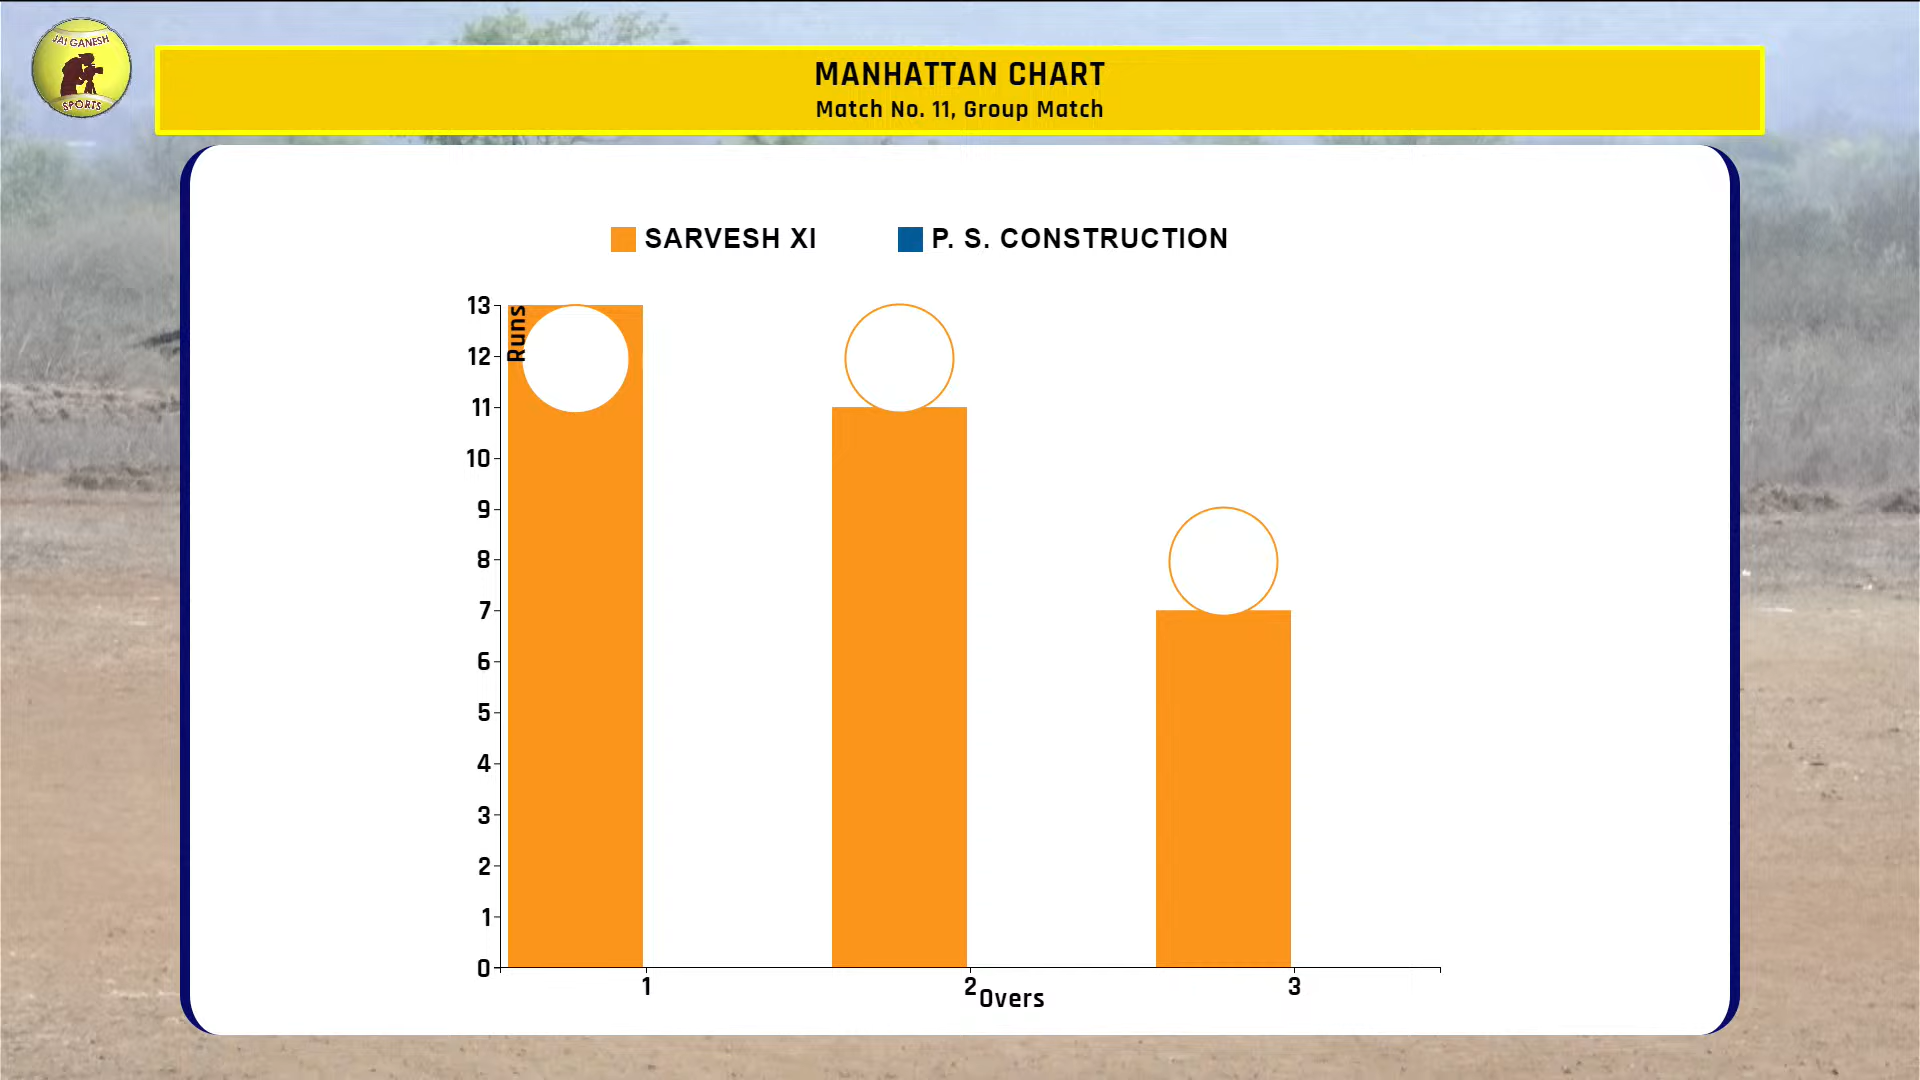 JAI GANESH
SPORTS
MANHATTAN CHART
Match No. 11, Group Match
SARVESH XI
P. S. CONSTRUCTION
Runs
13
12
11
10
9
8
7
6
5
4
3
2
1
0
1
2
3
Overs